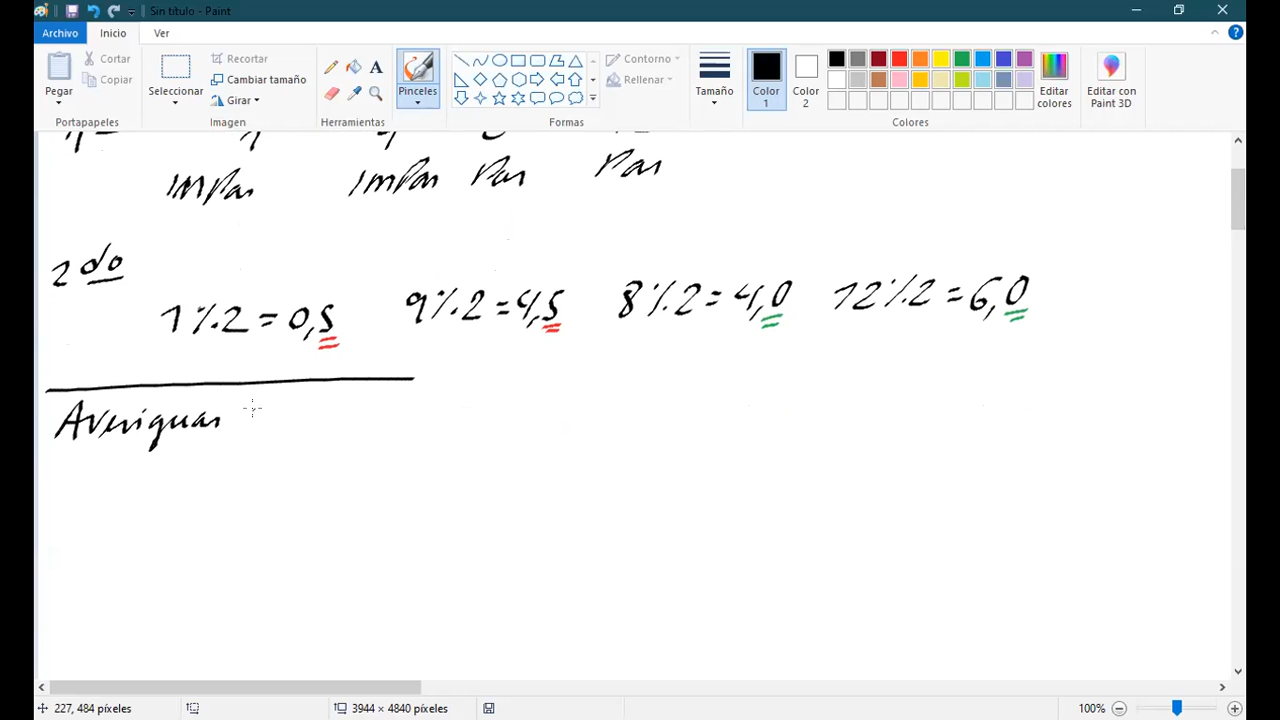 Sin título - Paint
Archivo Inicio Ver
Pegar
Cortar
Copiar
Portapapeles
Seleccionar
Recortar
Cambiar tamaño
Girar
Imagen
A
Herramientas
Pinceles
Contorno
Rellenar
Formas
Tamaño
Color 1
Color 2
Editar colores
Editar con Paint 3D
Colores
ImPar ImPar Par Par
2 do
1%2=0,5 9%2=4,5 8%2=4,0 12%2=6,0
Averiguar
227, 484 píxeles 3944 × 4840 píxeles 100%